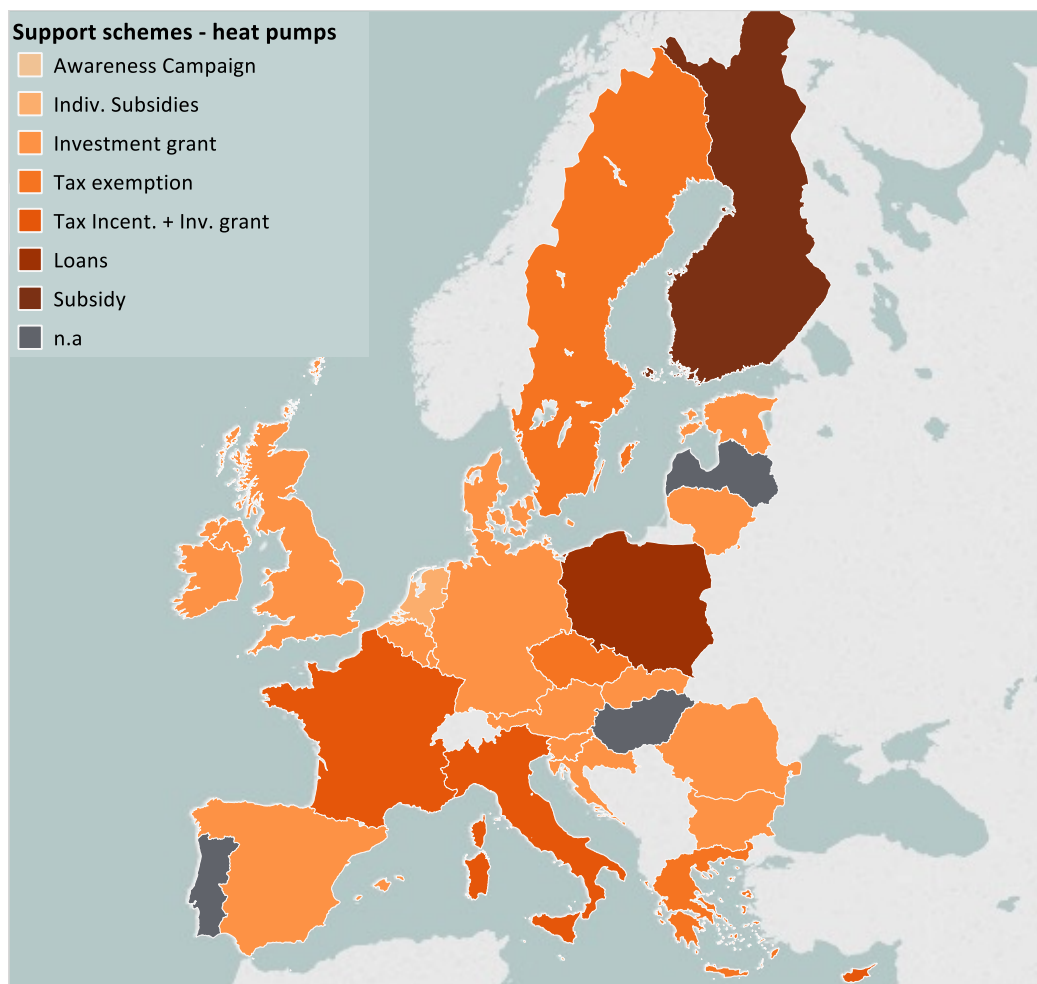 Support schemes - heat pumps
Awareness Campaign
Indiv. Subsidies
Investment grant
Tax exemption
Tax Incent. + Inv. grant
Loans
Subsidy
n.a